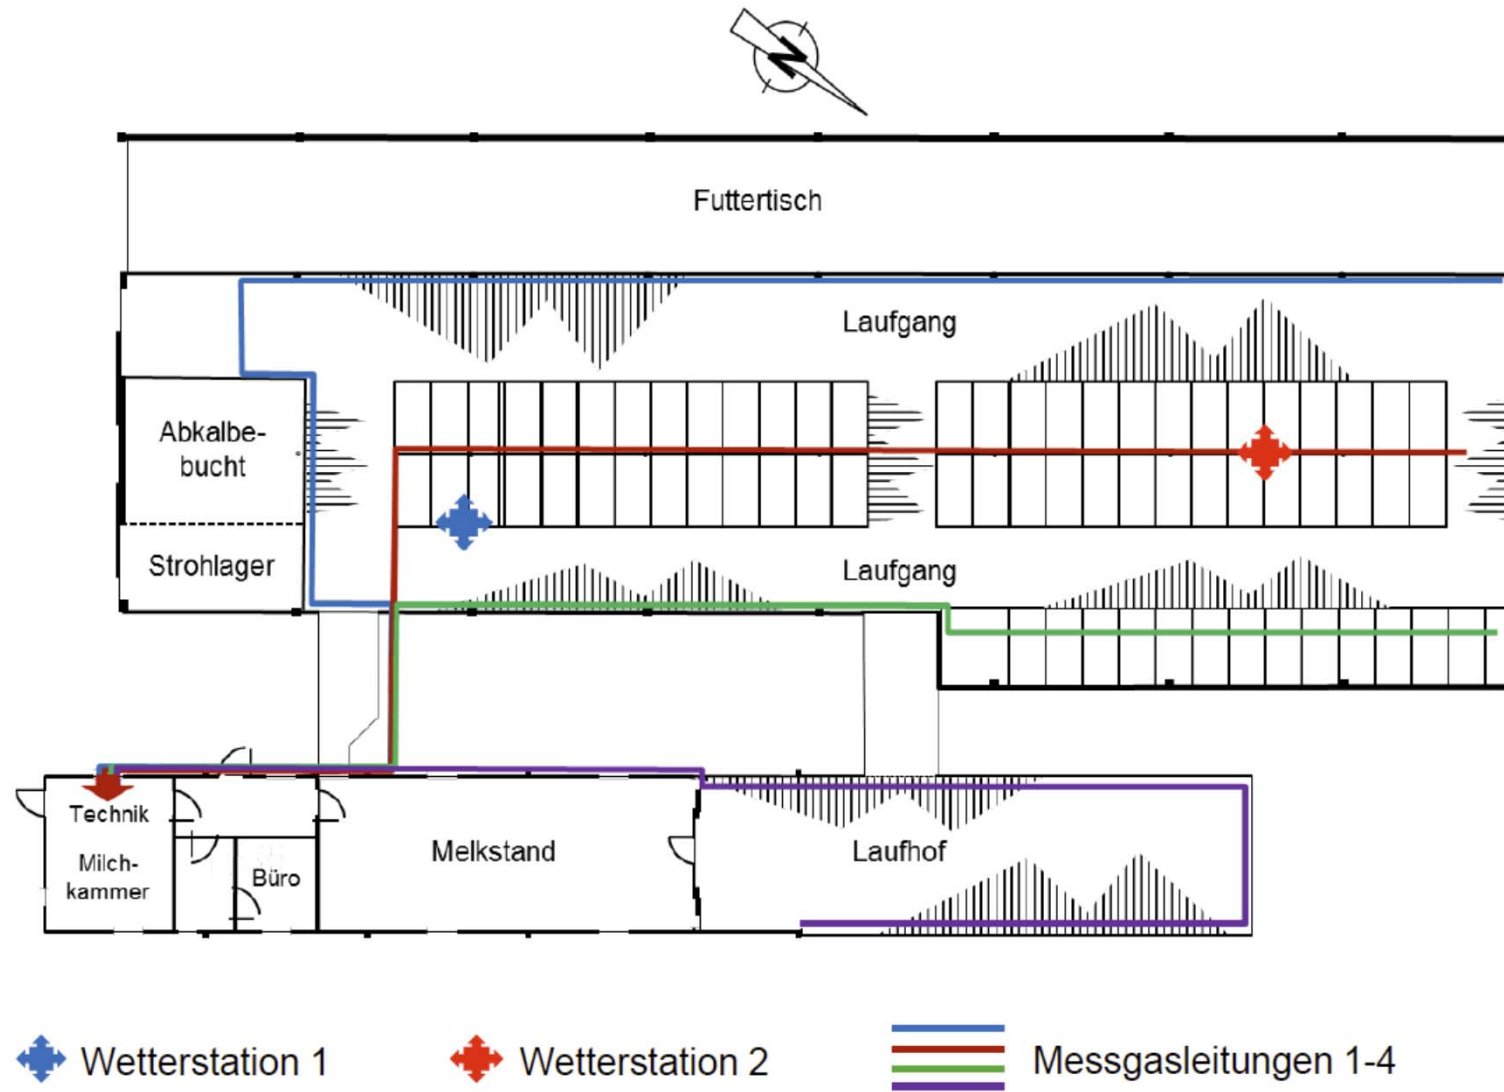 N
Futtertisch
Laufgang
Abkalbe-
bucht
Strohlager
Laufgang
Technik
Milch-
kammer
Büro
Melkstand
Laufhof
Wetterstation 1
Wetterstation 2
Messgasleitungen 1-4